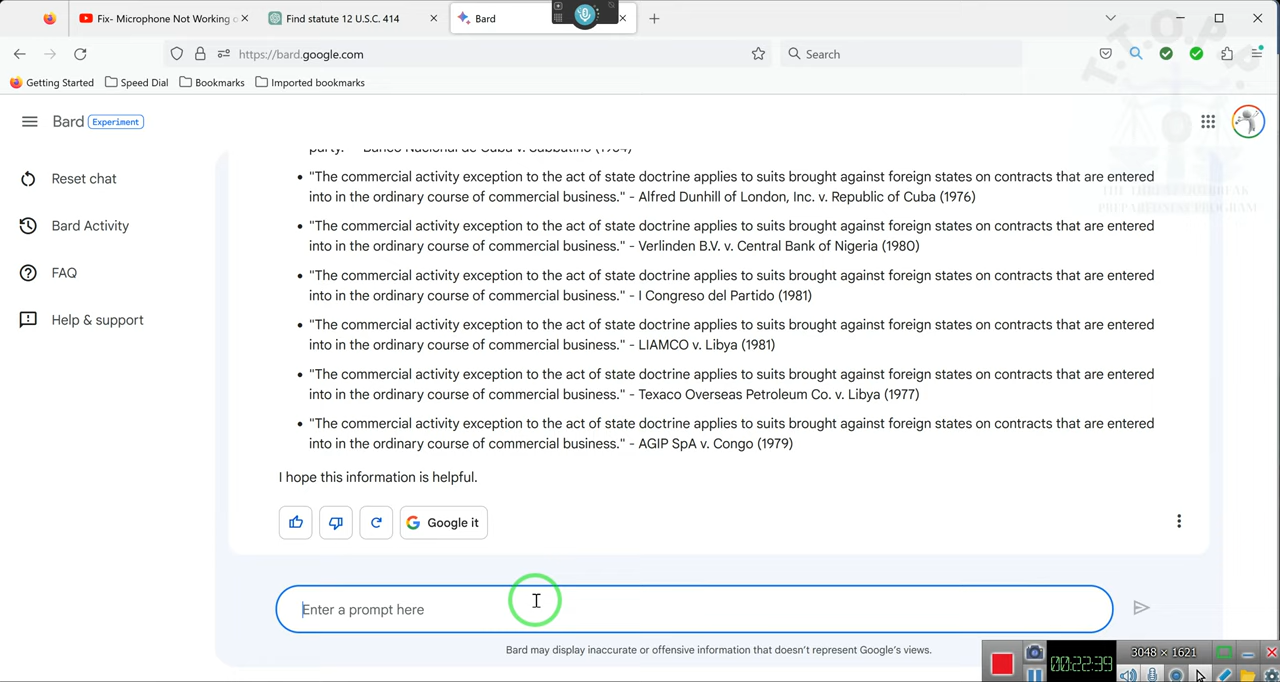 Fix- Microphone Not Working o
Find statute 12 U.S.C. 414
Bard
https://bard.google.com
Search
Getting Started
Speed Dial
Bookmarks
Imported bookmarks
Bard Experiment
T.T.O.P.P.
Reset chat
Bard Activity
FAQ
Help & support
"The commercial activity exception to the act of state doctrine applies to suits brought against foreign states on contracts that are entered
into in the ordinary course of commercial business." - Alfred Dunhill of London, Inc. v. Republic of Cuba (1976)
"The commercial activity exception to the act of state doctrine applies to suits brought against foreign states on contracts that are entered
into in the ordinary course of commercial business." - Verlinden B.V. v. Central Bank of Nigeria (1980)
"The commercial activity exception to the act of state doctrine applies to suits brought against foreign states on contracts that are entered
into in the ordinary course of commercial business." - I Congreso del Partido (1981)
"The commercial activity exception to the act of state doctrine applies to suits brought against foreign states on contracts that are entered
into in the ordinary course of commercial business." - LIAMCO v. Libya (1981)
"The commercial activity exception to the act of state doctrine applies to suits brought against foreign states on contracts that are entered
into in the ordinary course of commercial business." - Texaco Overseas Petroleum Co. v. Libya (1977)
"The commercial activity exception to the act of state doctrine applies to suits brought against foreign states on contracts that are entered
into in the ordinary course of commercial business." - AGIP SpA v. Congo (1979)
I hope this information is helpful.
Google it
Enter a prompt here
Bard may display inaccurate or offensive information that doesn't represent Google's views.
3048 × 1621
00:22:39